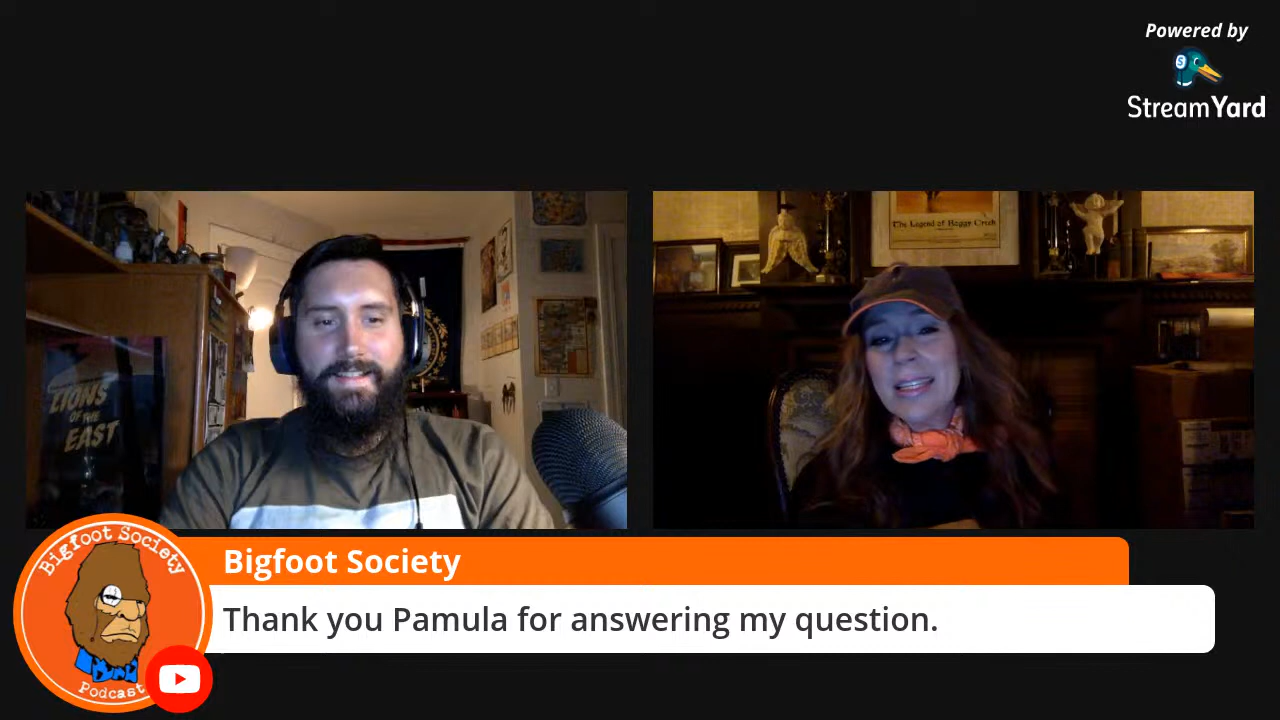 Powered by
StreamYard
The Legend of Boggy Creek
LIONS
OF THE
EAST
Bigfoot Society
Podcast
Bigfoot Society
Thank you Pamula for answering my question.